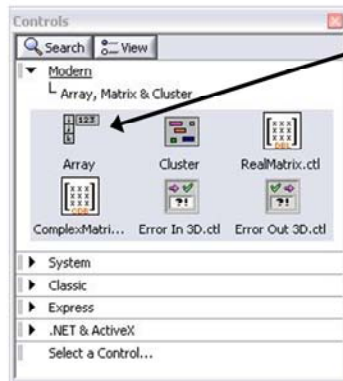 Controls
Search View
Modern
Array, Matrix & Cluster
Array Cluster RealMatrix.ctl
ComplexMatri... Error In 3D.ctl Error Out 3D.ctl
System
Classic
Express
.NET & ActiveX
Select a Control...